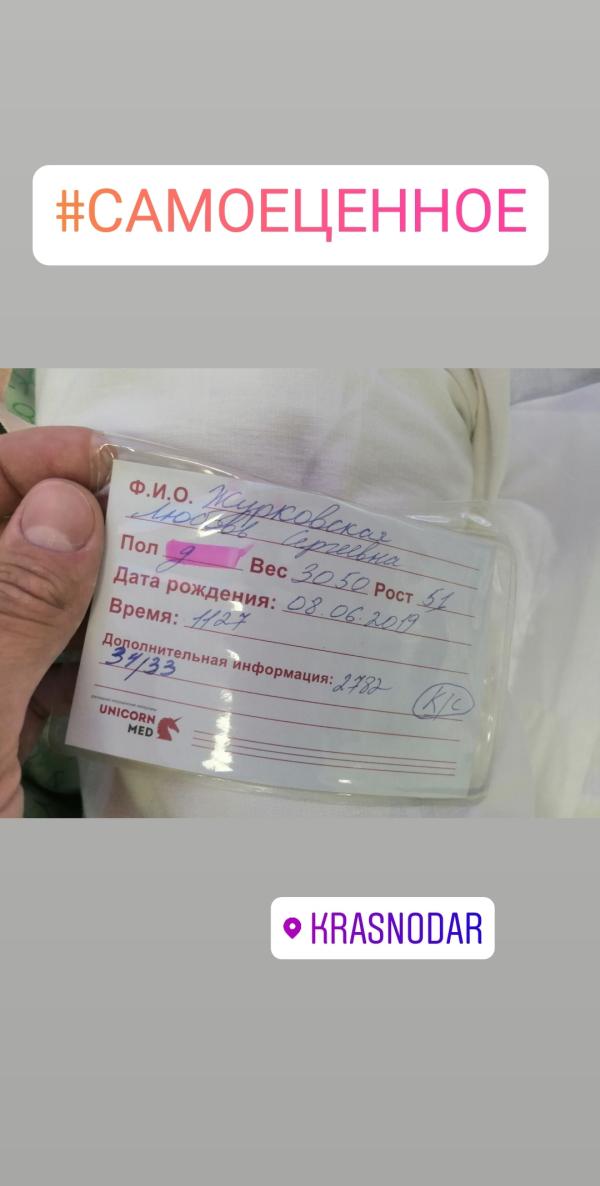 #САМОЕЦЕННОЕ
Ф.И.О. Журковская
Любовь Сергеевна
Пол д Вес 3050 Рост 51
Дата рождения: 08.06.2019
Время: 1127
Дополнительная информация: 2782
34/33
К/С
UNICORN
MED
KRASNODAR